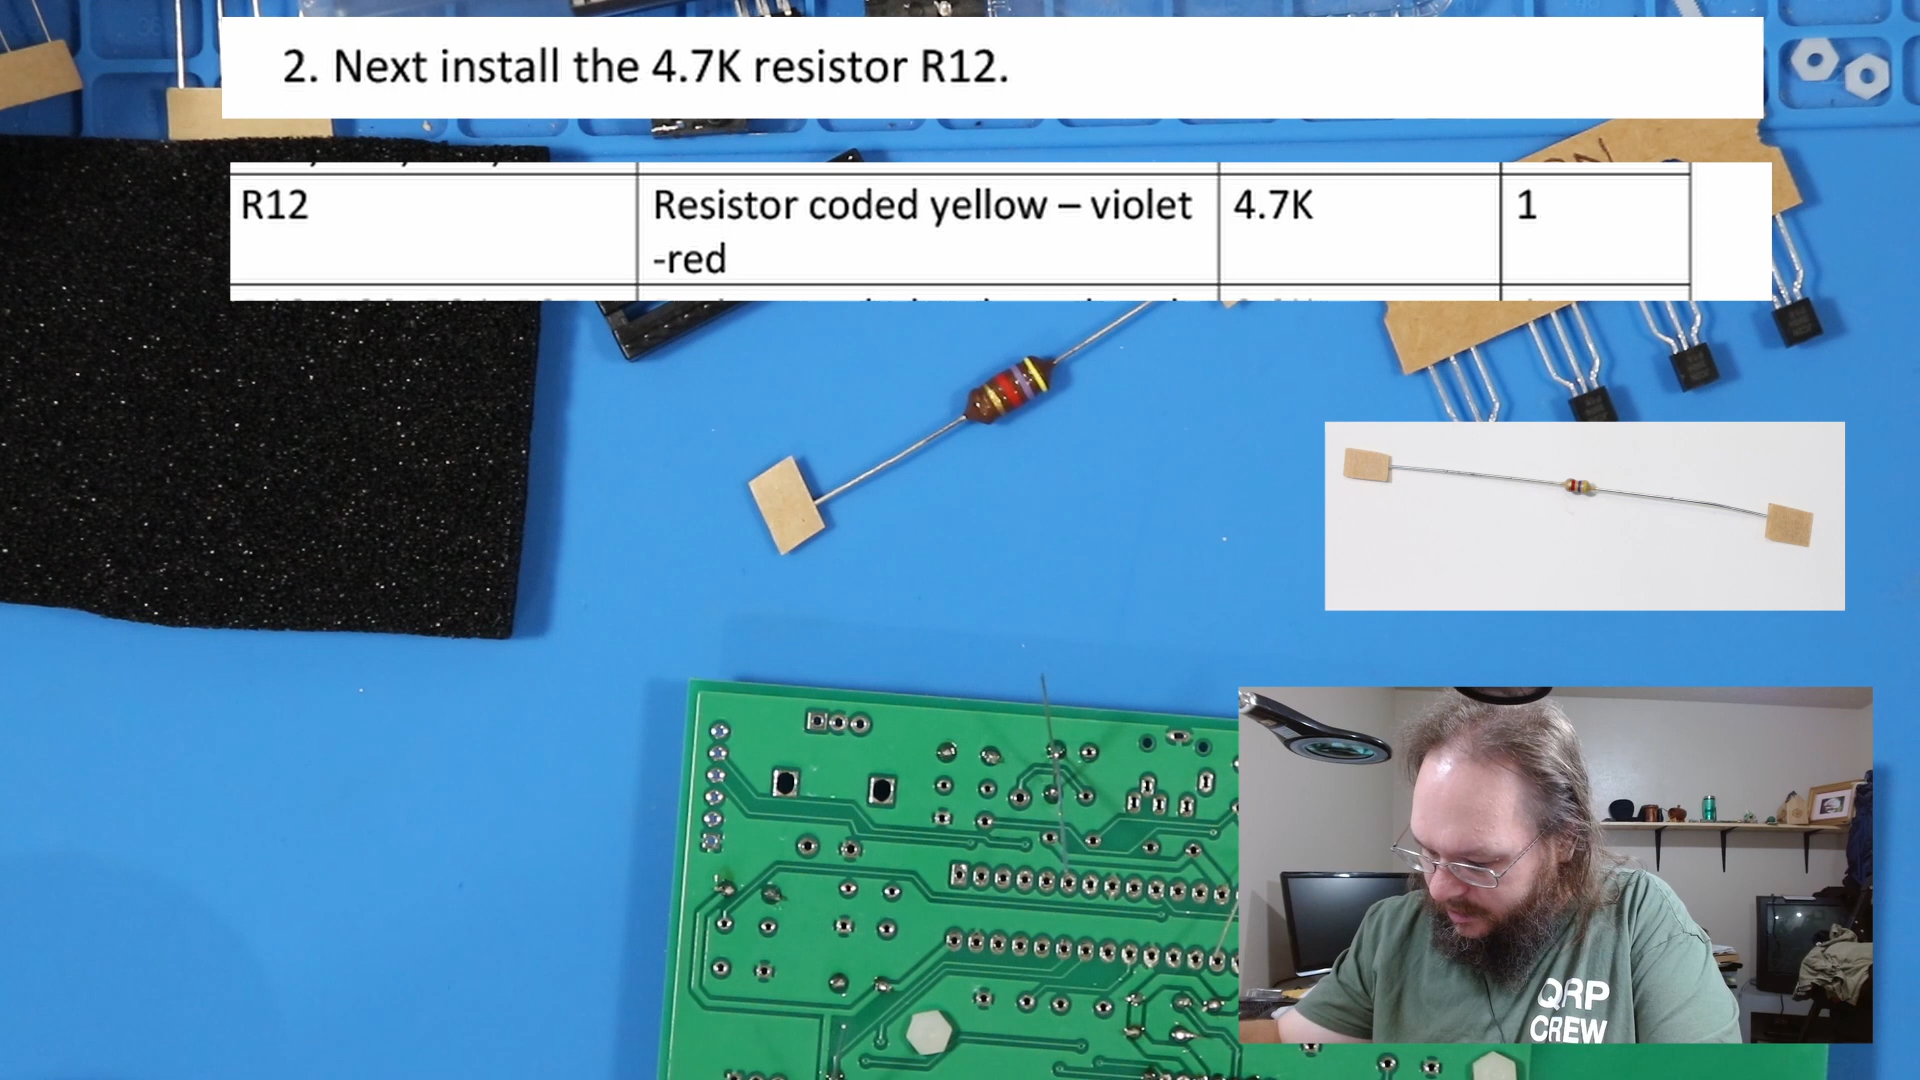 2. Next install the 4.7K resistor R12.
R12
Resistor coded yellow – violet
-red
4.7K
1
QRP
CREW